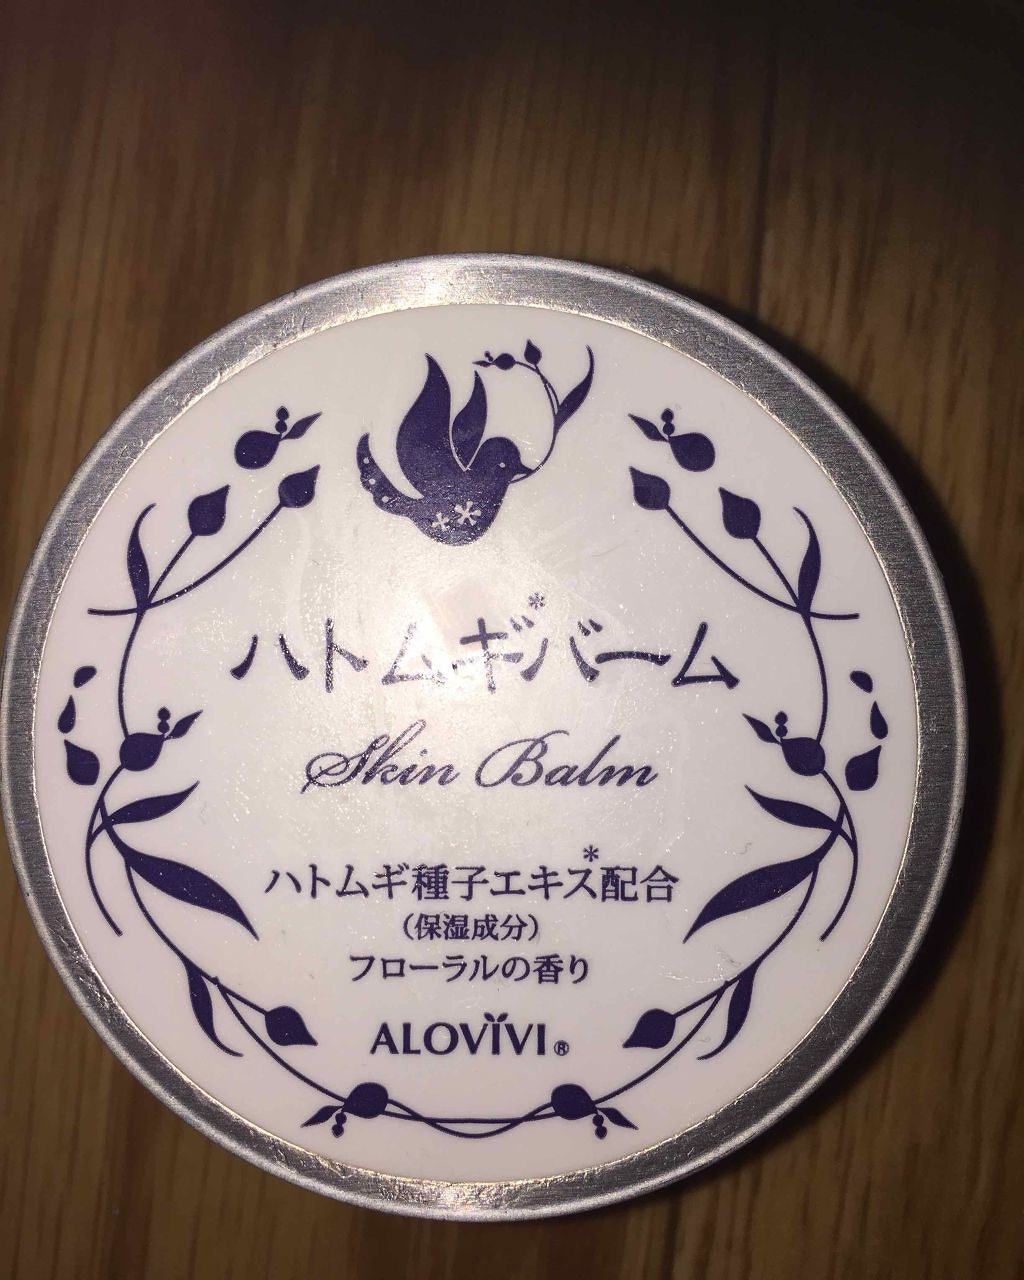 ハトムギ*バーム
Skin Balm
ハトムギ種子エキス*配合
(保湿成分)
フローラルの香り
ALOVIVI®